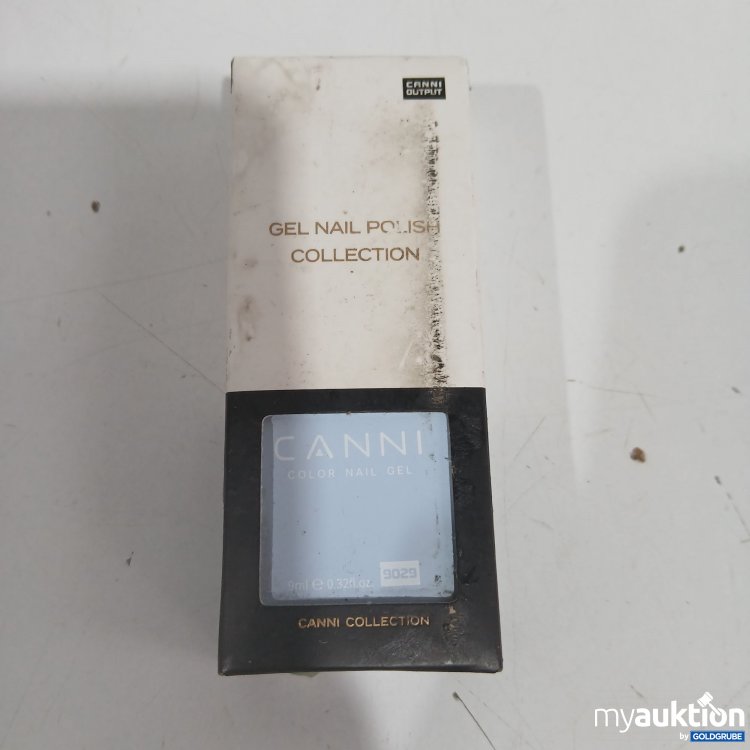 CANNI
OUTPUT
GEL NAIL POLISH
COLLECTION
CANNI
COLOR NAIL GEL
9ml ℮ 0.32fl.oz.
9029
CANNI COLLECTION
myauktion
by GOLDGRUBE